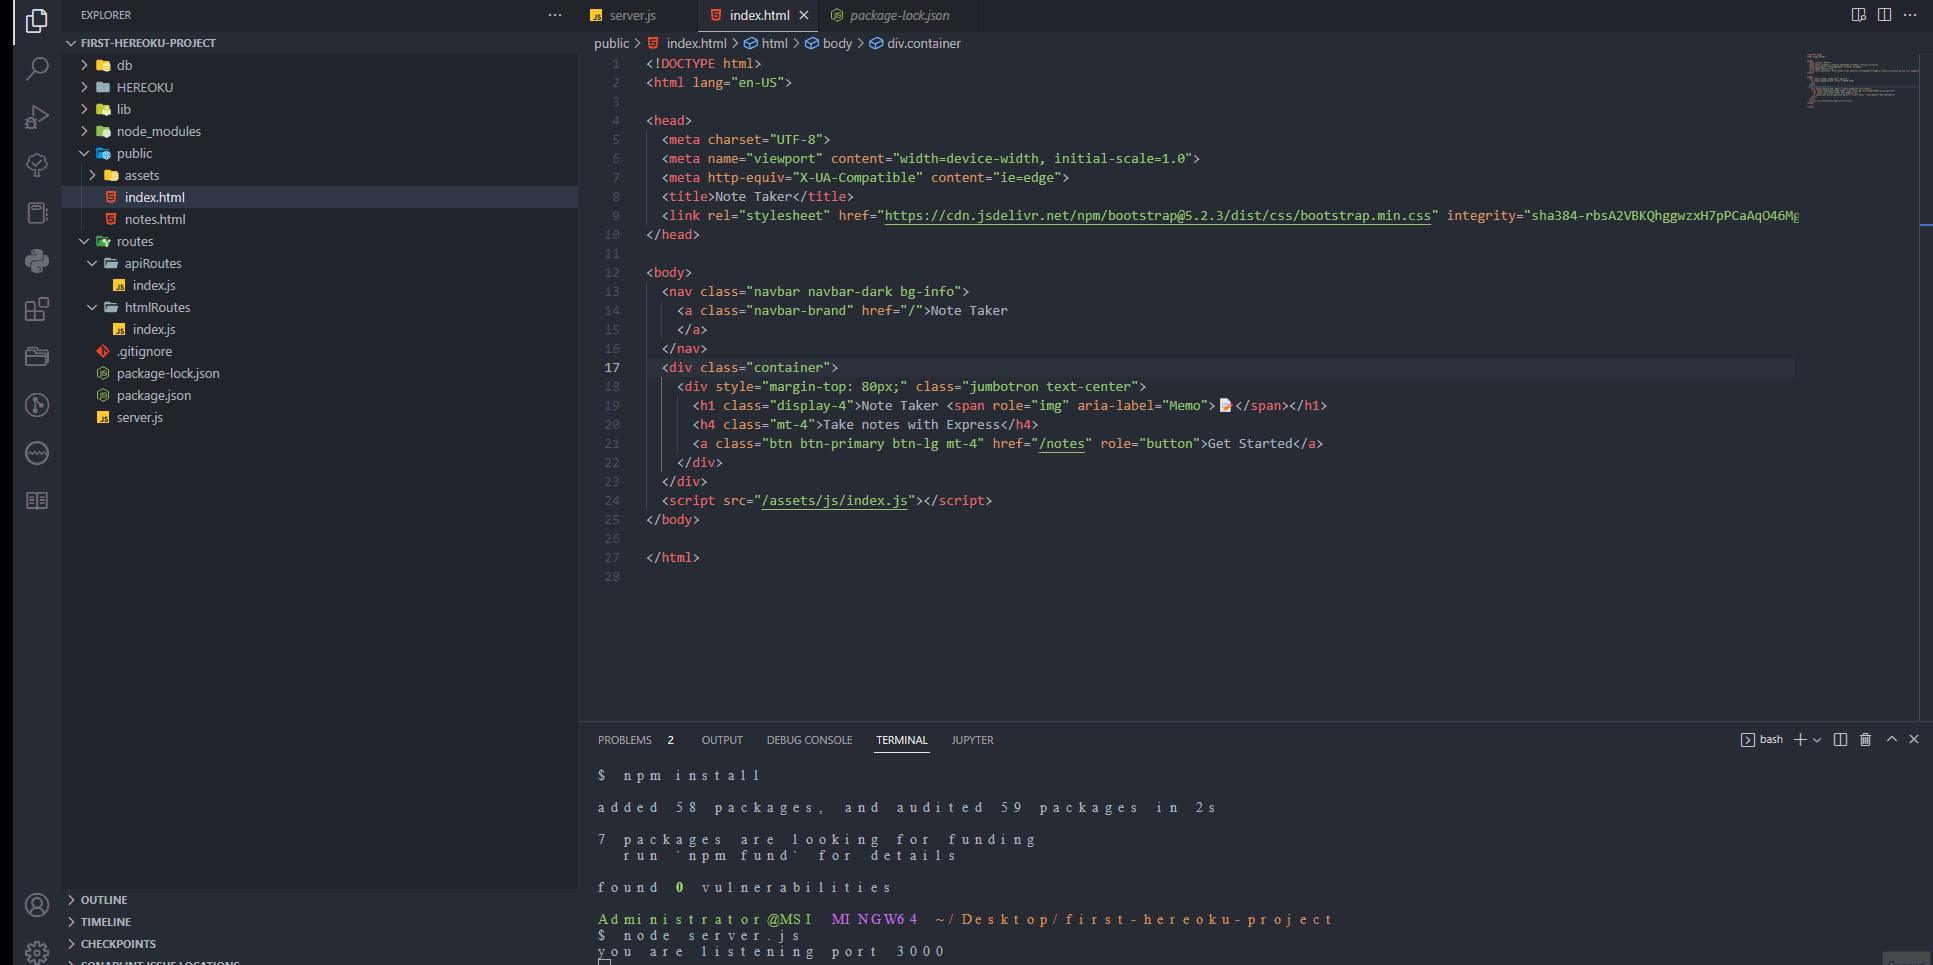 EXPLORER
FIRST-HEREOKU-PROJECT
db
HEREOKU
lib
node_modules
public
assets
index.html
notes.html
routes
apiRoutes
index.js
htmlRoutes
index.js
.gitignore
package-lock.json
package.json
server.js
OUTLINE
TIMELINE
CHECKPOINTS
SONARLINT ISSUE LOCATIONS
server.js
index.html
package-lock.json
public > index.html > html > body > div.container
1 <!DOCTYPE html>
2 <html lang="en-US">
3
4 <head>
5 <meta charset="UTF-8">
6 <meta name="viewport" content="width=device-width, initial-scale=1.0">
7 <meta http-equiv="X-UA-Compatible" content="ie=edge">
8 <title>Note Taker</title>
9 <link rel="stylesheet" href="https://cdn.jsdelivr.net/npm/bootstrap@5.2.3/dist/css/bootstrap.min.css" integrity="sha384-rbsA2VBKQhggwzxH7pPCaAqO46Mg
10 </head>
11
12 <body>
13 <nav class="navbar navbar-dark bg-info">
14 <a class="navbar-brand" href="/">Note Taker
15 </a>
16 </nav>
17 <div class="container">
18 <div style="margin-top: 80px;" class="jumbotron text-center">
19 <h1 class="display-4">Note Taker <span role="img" aria-label="Memo">📝</span></h1>
20 <h4 class="mt-4">Take notes with Express</h4>
21 <a class="btn btn-primary btn-lg mt-4" href="/notes" role="button">Get Started</a>
22 </div>
23 </div>
24 <script src="/assets/js/index.js"></script>
25 </body>
26
27 </html>
28
PROBLEMS 2 OUTPUT DEBUG CONSOLE TERMINAL JUPYTER
bash
$ npm install
added 58 packages, and audited 59 packages in 2s
7 packages are looking for funding
run `npm fund` for details
found 0 vulnerabilities
Administrator@MSI MINGW64 ~/Desktop/first-hereoku-project
$ node server.js
you are listening port 3000